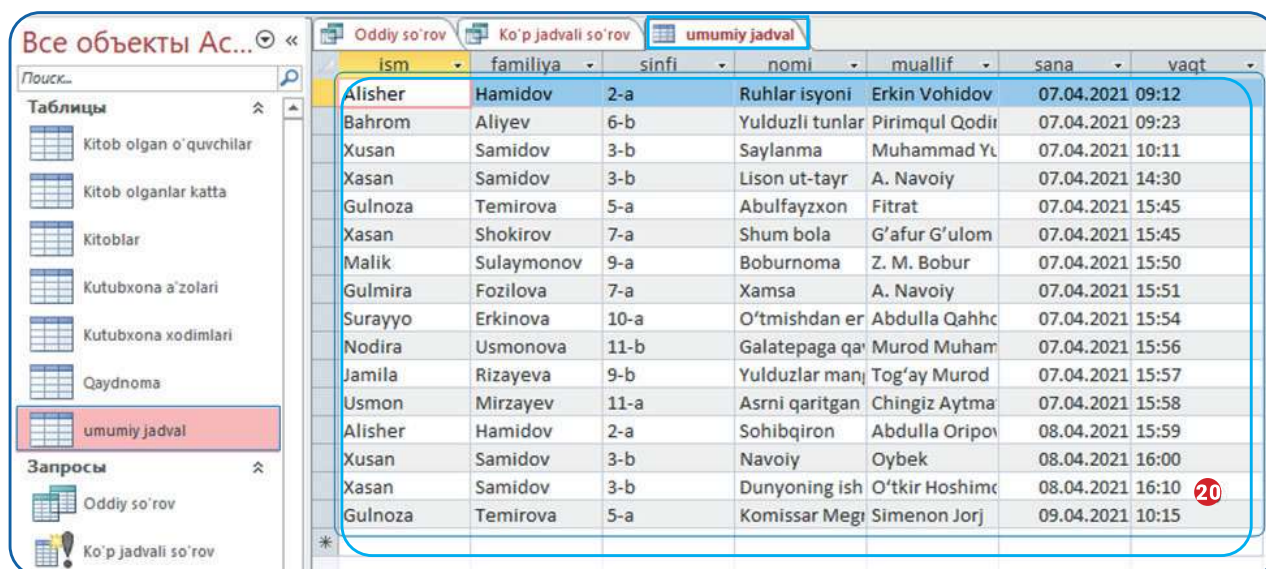 Все объекты Ac... «
Поиск...
Таблицы
Kitob olgan o'quvchilar
Kitob olganlar katta
Kitoblar
Kutubxona a'zolari
Kutubxona xodimlari
Qaydnoma
umumiy jadval
Запросы
Oddiy so'rov
Ko'p jadvali so'rov
Oddiy so'rov Ko'p jadvali so'rov umumiy jadval
ism familiya sinfi nomi muallif sana vaqt
Alisher Hamidov 2-a Ruhlar isyoni Erkin Vohidov 07.04.2021 09:12
Bahrom Aliyev 6-b Yulduzli tunlar Pirimqul Qodir 07.04.2021 09:23
Xusan Samidov 3-b Saylanma Muhammad Yu 07.04.2021 10:11
Xasan Samidov 3-b Lison ut-tayr A. Navoiy 07.04.2021 14:30
Gulnoza Temirova 5-a Abulfayzxon Fitrat 07.04.2021 15:45
Xasan Shokirov 7-a Shum bola G‘afur G‘ulom 07.04.2021 15:45
Malik Sulaymonov 9-a Boburnoma Z. M. Bobur 07.04.2021 15:50
Gulmira Fozilova 7-a Xamsa A. Navoiy 07.04.2021 15:51
Surayyo Erkinova 10-a O‘tmishdan er Abdulla Qahho 07.04.2021 15:54
Nodira Usmonova 11-b Galatepaga qa Murod Muham 07.04.2021 15:56
Jamila Rizayeva 9-b Yulduzlar man Tog‘ay Murod 07.04.2021 15:57
Usmon Mirzayev 11-a Asrni qaritgan Chingiz Aytma 07.04.2021 15:58
Alisher Hamidov 2-a Sohibqiron Abdulla Oripov 08.04.2021 15:59
Xusan Samidov 3-b Navoiy Oybek 08.04.2021 16:00
Xasan Samidov 3-b Dunyoning ish O‘tkir Hoshimo 08.04.2021 16:10
Gulnoza Temirova 5-a Komissar Megr Simenon Jorj 09.04.2021 10:15
20